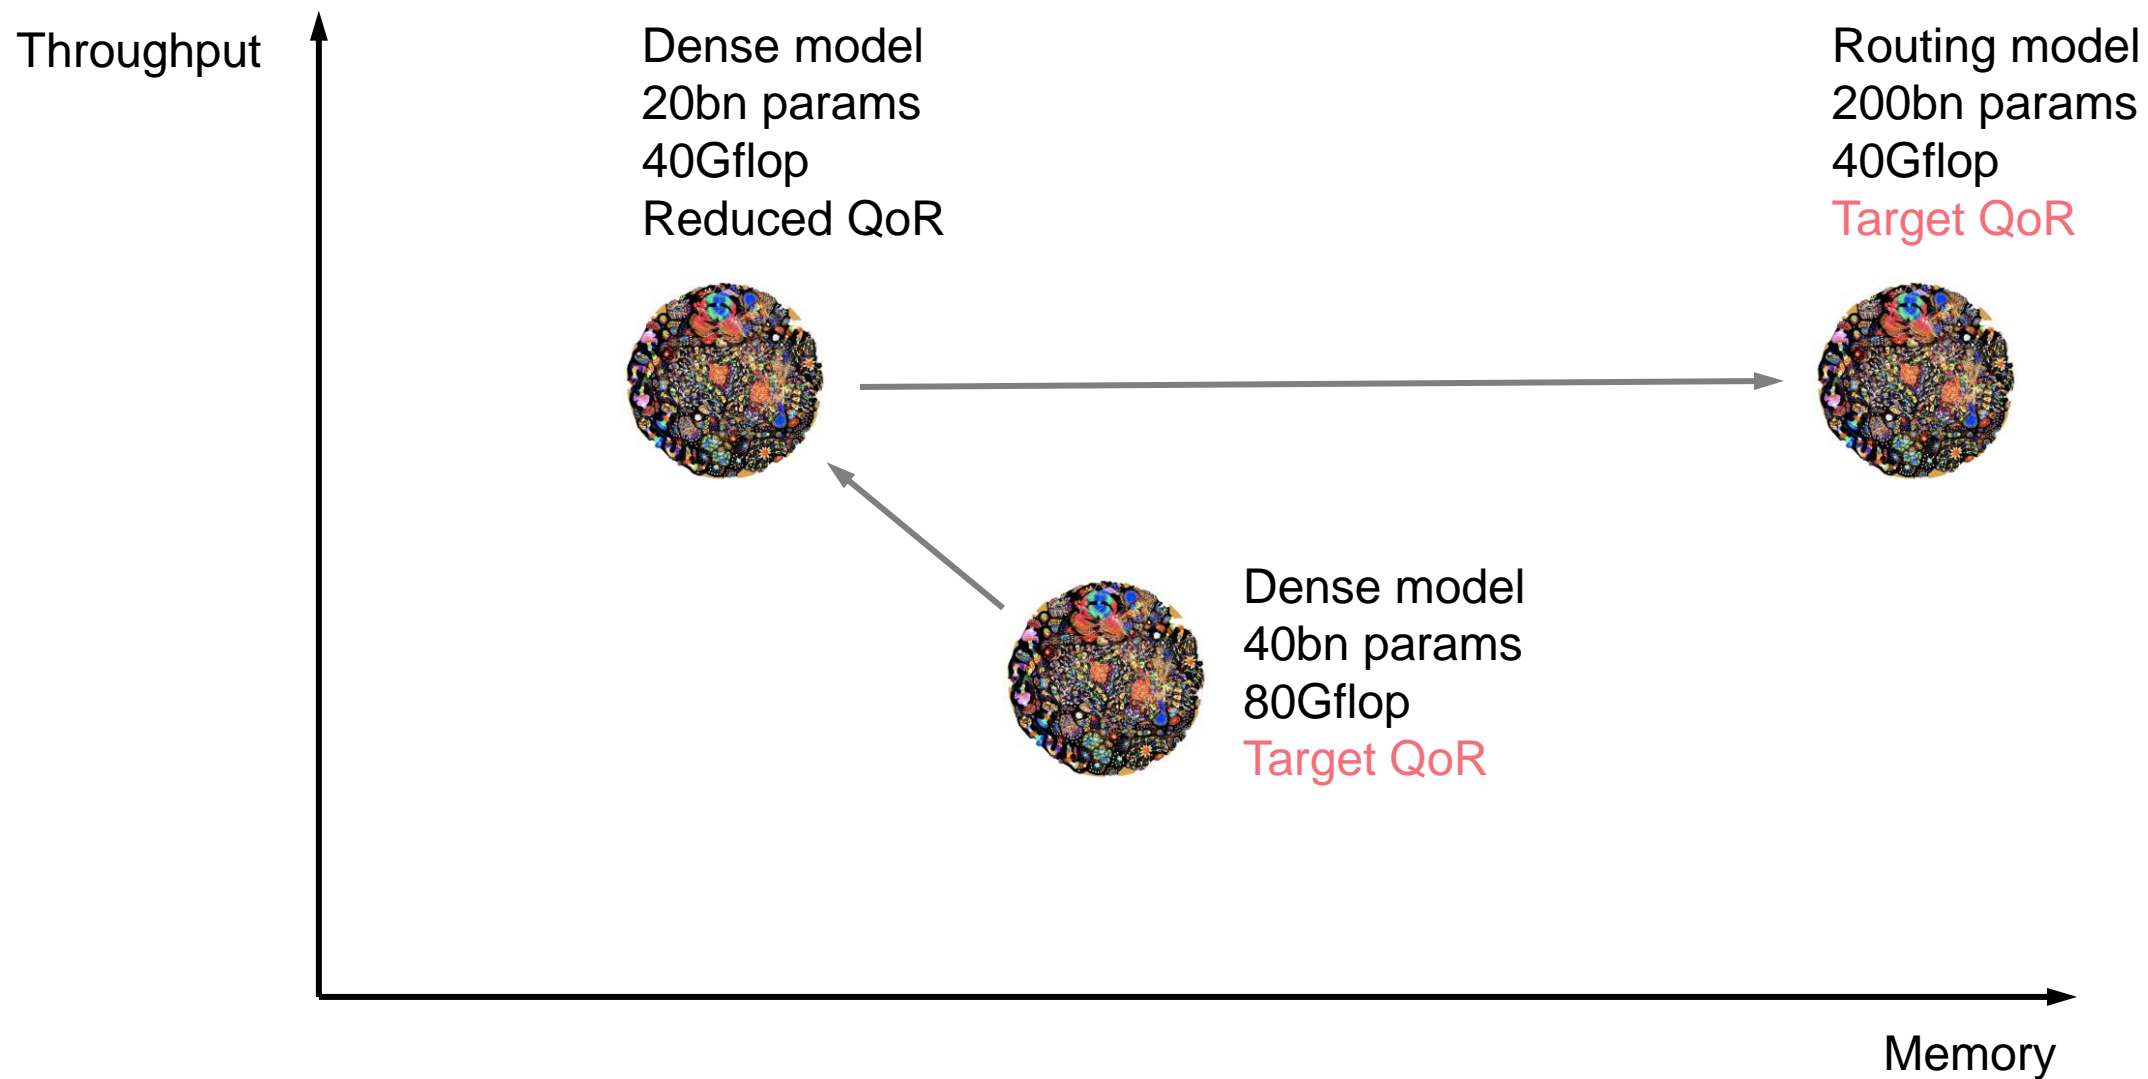 Throughput
Dense model
20bn params
40Gflop
Reduced QoR
Routing model
200bn params
40Gflop
Target QoR
Dense model
40bn params
80Gflop
Target QoR
Memory